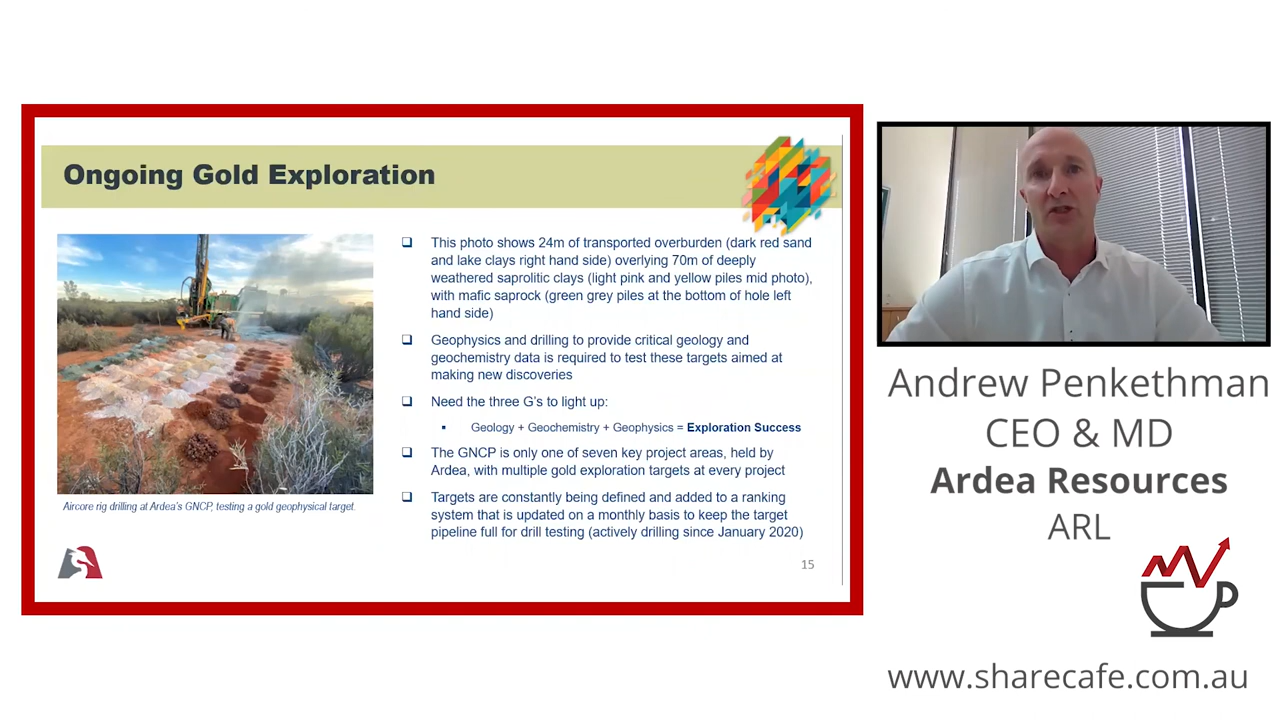 Ongoing Gold Exploration
This photo shows 24m of transported overburden (dark red sand
and lake clays right hand side) overlying 70m of deeply
weathered saprolitic clays (light pink and yellow piles mid photo),
with mafic saprock (green grey piles at the bottom of hole left
hand side)
Geophysics and drilling to provide critical geology and
geochemistry data is required to test these targets aimed at
making new discoveries
Need the three G's to light up:
Geology + Geochemistry + Geophysics = Exploration Success
The GNCP is only one of seven key project areas, held by
Ardea, with multiple gold exploration targets at every project
Targets are constantly being defined and added to a ranking
system that is updated on a monthly basis to keep the target
pipeline full for drill testing (actively drilling since January 2020)
Aircore rig drilling at Ardea's GNCP, testing a gold geophysical target.
15
Andrew Penkethman
CEO & MD
Ardea Resources
ARL
www.sharecafe.com.au